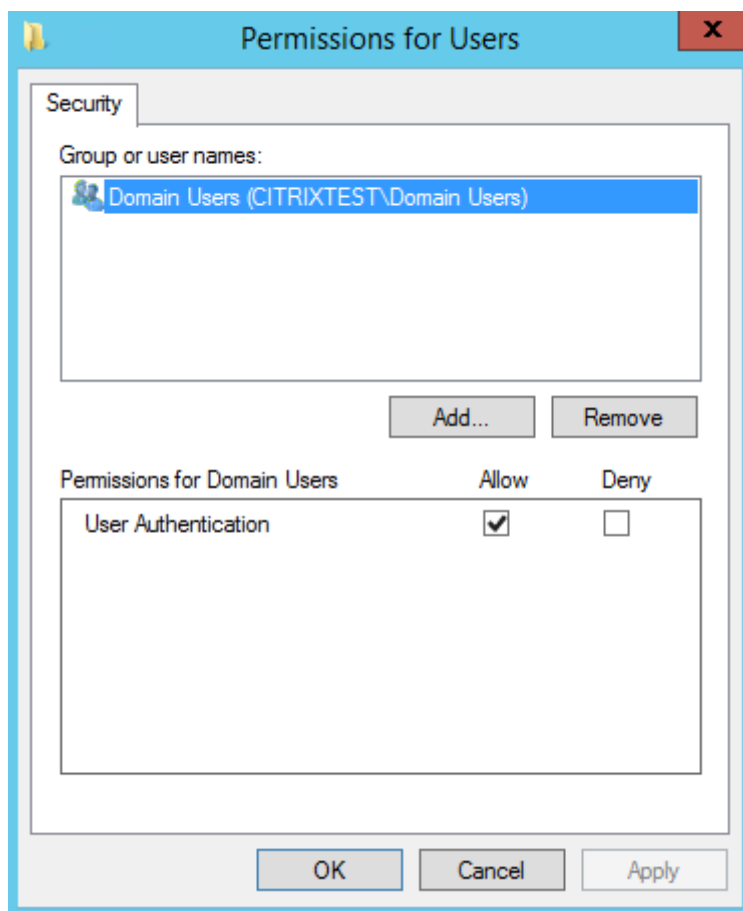 Permissions for Users
x
Security
Group or user names:
Domain Users (CITRIXTEST\Domain Users)
Add...
Remove
Permissions for Domain Users Allow Deny
User Authentication
OK
Cancel
Apply